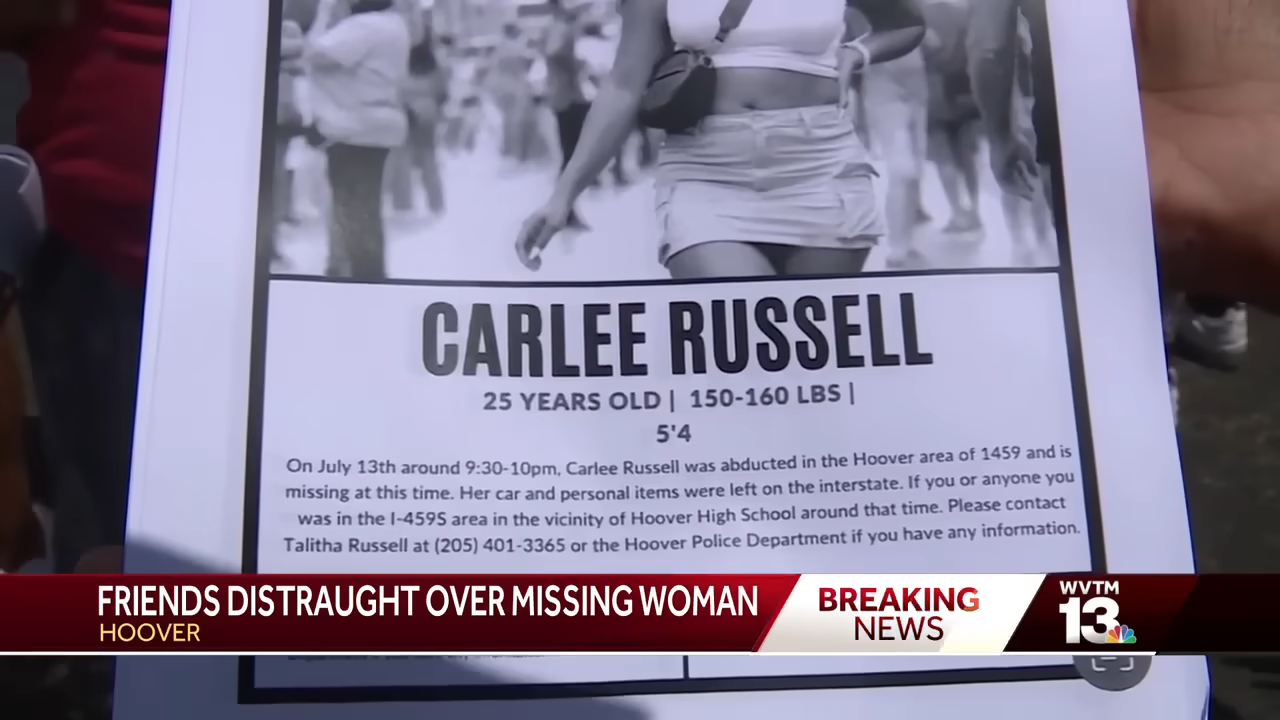 CARLEE RUSSELL
25 YEARS OLD | 150-160 LBS |
5'4
On July 13th around 9:30-10pm, Carlee Russell was abducted in the Hoover area of 1459 and is
missing at this time. Her car and personal items were left on the interstate. If you or anyone you
was in the I-459S area in the vicinity of Hoover High School around that time. Please contact
Talitha Russell at (205) 401-3365 or the Hoover Police Department if you have any information.
FRIENDS DISTRAUGHT OVER MISSING WOMAN
HOOVER
BREAKING
NEWS
WVTM
13